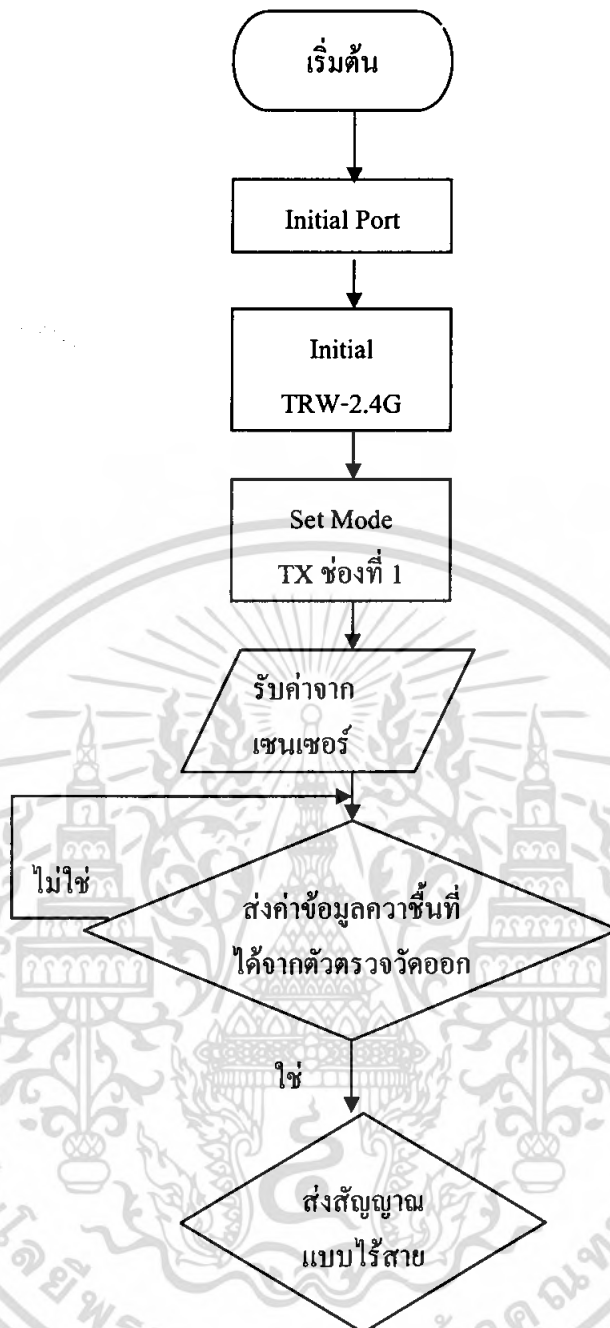 เริ่มต้น
Initial Port
Initial
TRW-2.4G
Set Mode
TX ช่องที่ 1
รับค่าจาก
เซนเซอร์
ไม่ใช่
ส่งค่าข้อมูลควาชื้นที่
ได้จากตัวตรวจวัดออก
ใช่
ส่งสัญญาณ
แบบไร้สาย